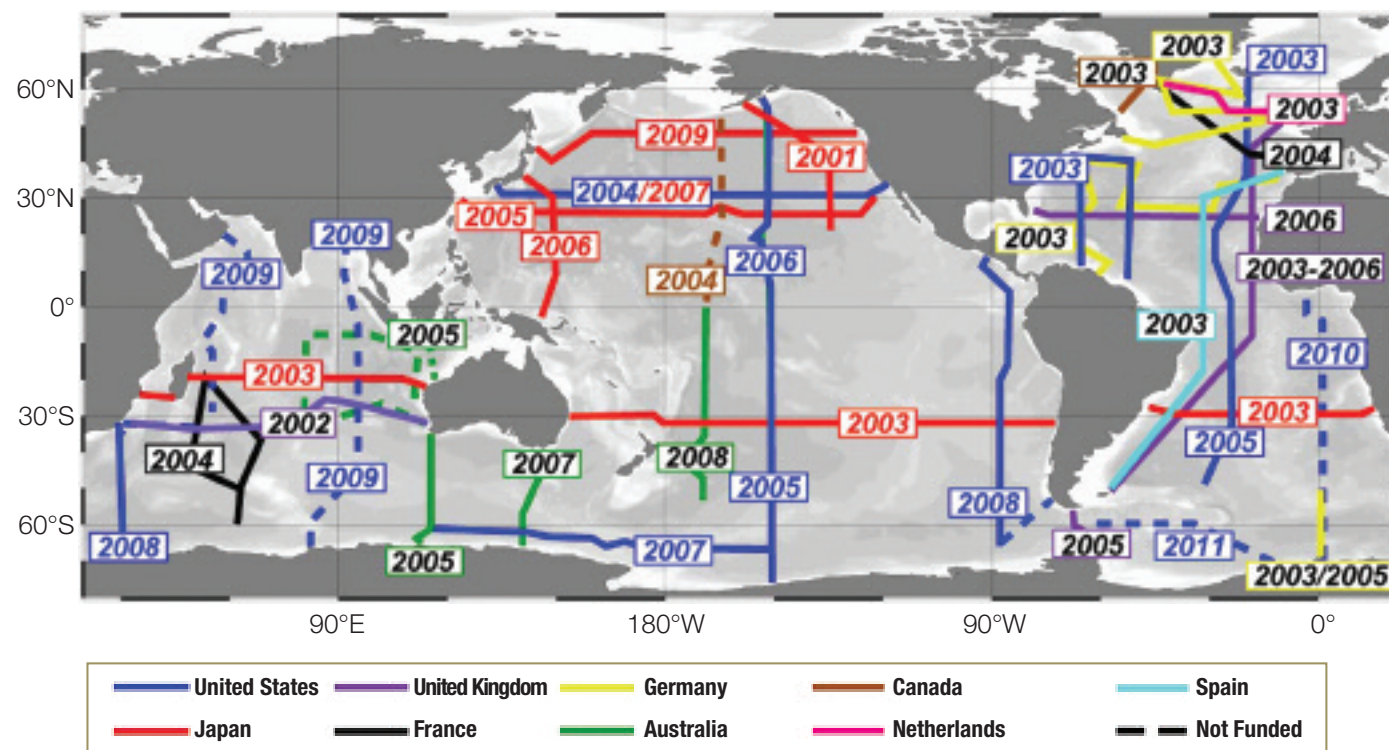 2003
2003
2003
60°N
2003
2009
2001
2004
2003
30°N
2004/2007
2005
2006
2006
2009
2003
2009
2006
2003-2006
2004
0°
2005
2003
2010
2003
30°S
2002
2003
2003
2005
2004
2007
2008
2009
2005
2008
60°S
2008
2005
2007
2005
2011
2003/2005
90°E
180°W
90°W
0°
United States
United Kingdom
Germany
Canada
Spain
Japan
France
Australia
Netherlands
Not Funded